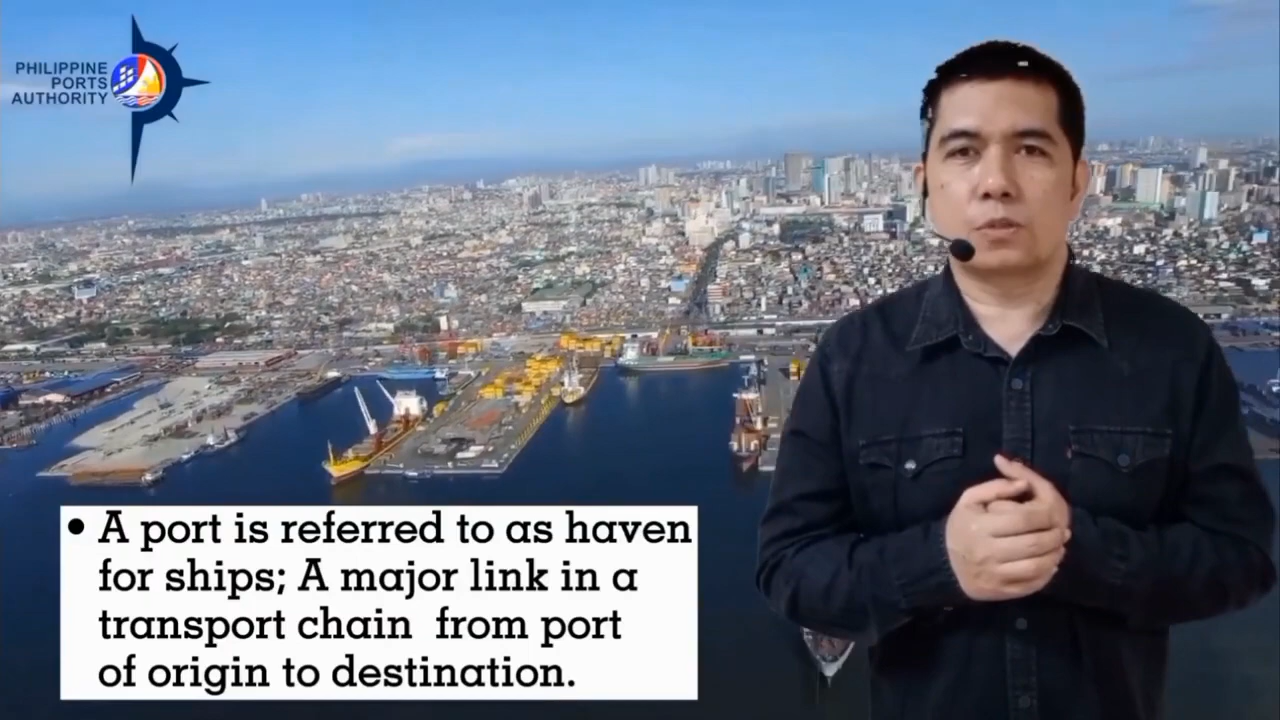 PHILIPPINE
PORTS
AUTHORITY
• A port is referred to as haven
for ships; A major link in a
transport chain from port
of origin to destination.